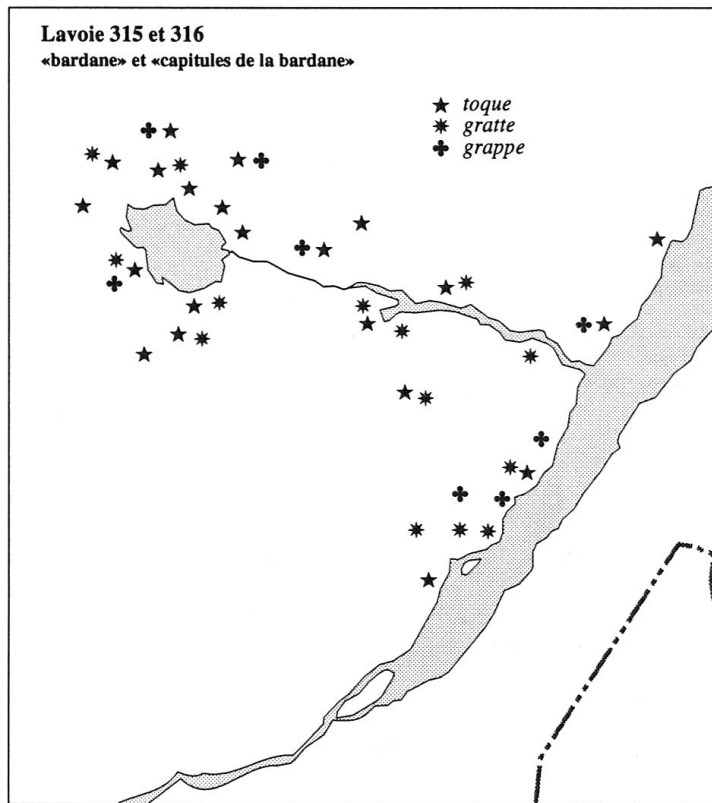 Lavoie 315 et 316
«bardane» et «capitules de la bardane»
toque
gratte
grappe